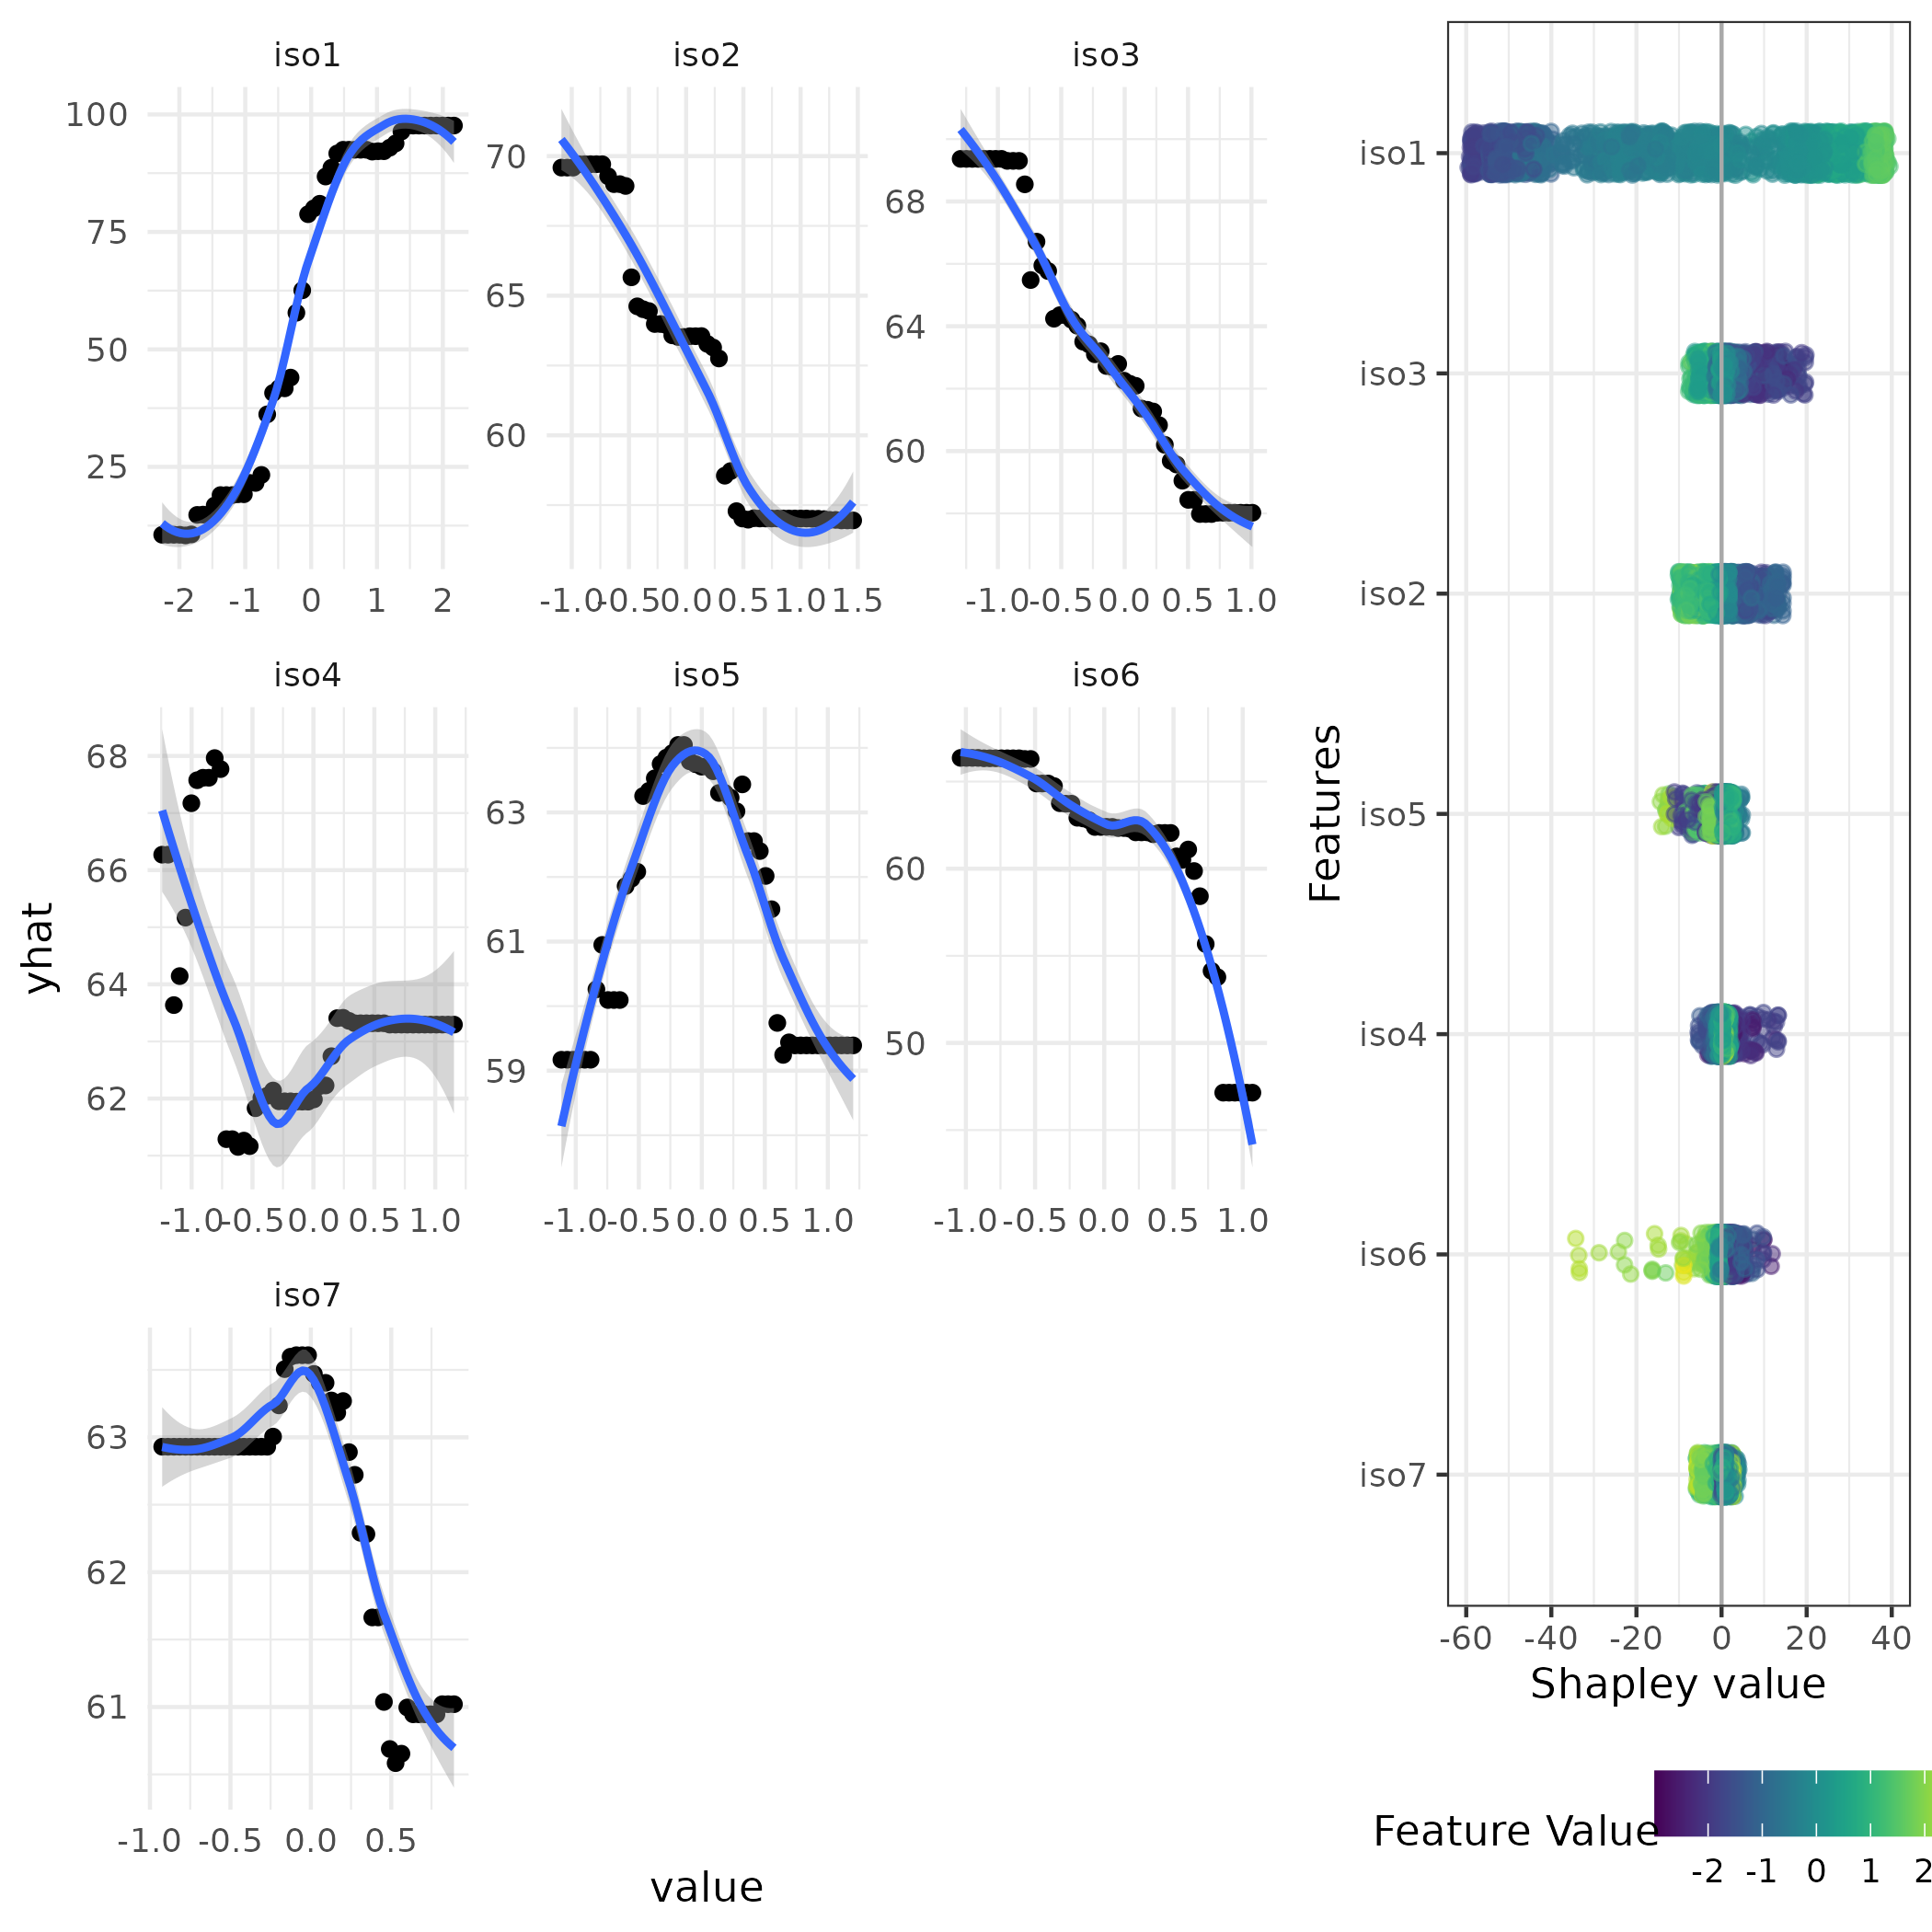 iso1 iso2 iso3
100
75
50
25
-2 -1 0 1 2
70
65
60
-1.0 -0.5 0.0 0.5 1.0 1.5
68
64
60
-1.0 -0.5 0.0 0.5 1.0
iso4 iso5 iso6
68
66
64
62
-1.0 -0.5 0.0 0.5 1.0
63
61
59
-1.0 -0.5 0.0 0.5 1.0
60
50
-1.0 -0.5 0.0 0.5 1.0
iso7
63
62
61
-1.0 -0.5 0.0 0.5
yhat
value
Features
iso1
iso3
iso2
iso5
iso4
iso6
iso7
-60 -40 -20 0 20 40
Shapley value
Feature Value
-2 -1 0 1 2